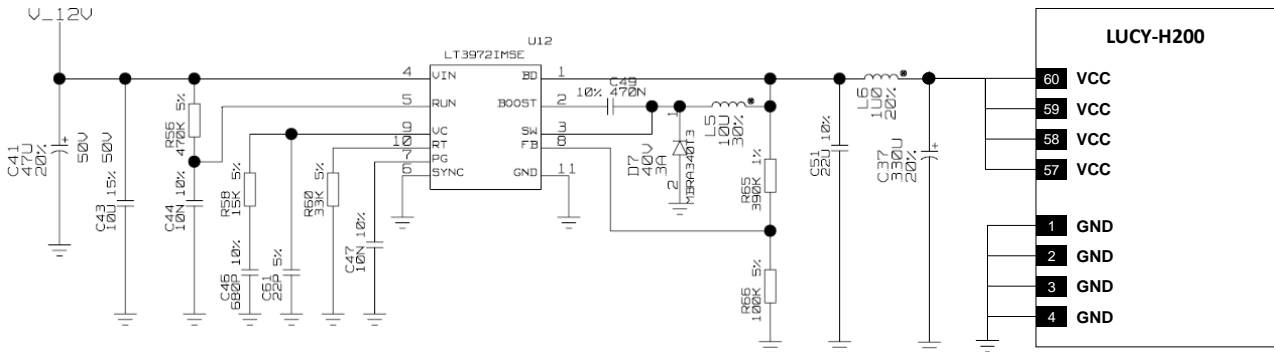 V_12V
U12
LT3972IMSE
LUCY-H200
4 VIN
BD 1
5 RUN
BOOST 2
9 VC
SW 3
10 RT
FB 8
7 PG
6 SYNC
GND 11
C41
47U
20%
50V
C43
10U 15%
50V
R56
470K 5%
C44
10N 10%
R58
15K 5%
C46
680P 10%
C61
22P 5%
R60
33K 5%
C47
10N 10%
C49
10% 470N
D7
40V
3A
1
2
MBRA340T3
L5
10U
30%
R65
390K 1%
R66
100K 5%
C51
22U 10%
L6
1U0
20%
C37
330U
20%
60 VCC
59 VCC
58 VCC
57 VCC
1 GND
2 GND
3 GND
4 GND